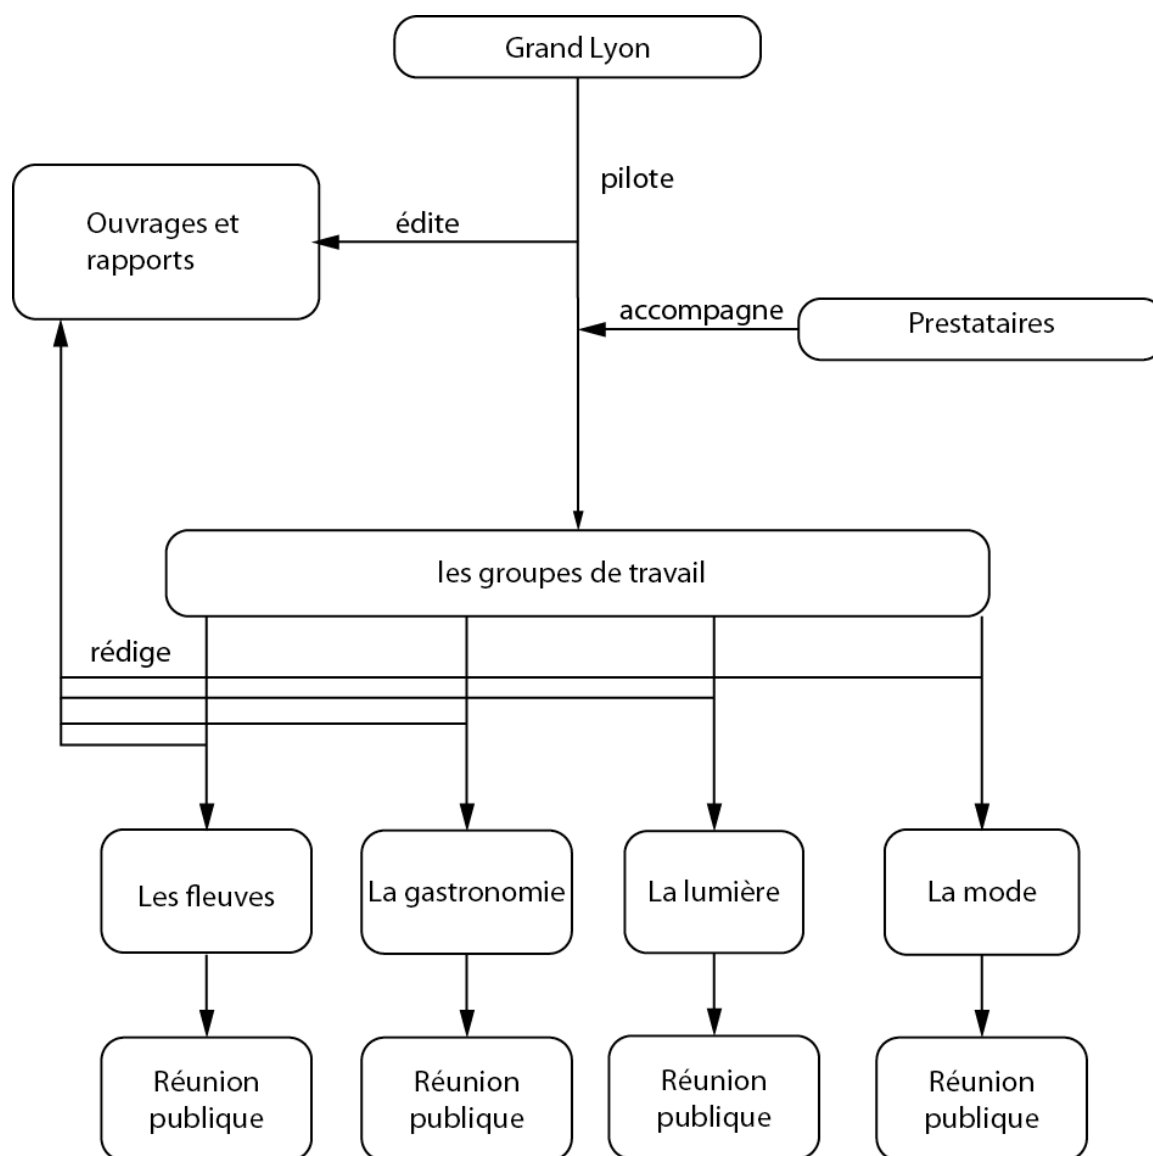 Grand Lyon
pilote
Ouvrages et
rapports
édite
accompagne
Prestataires
les groupes de travail
rédige
Les fleuves
La gastronomie
La lumière
La mode
Réunion
publique
Réunion
publique
Réunion
publique
Réunion
publique